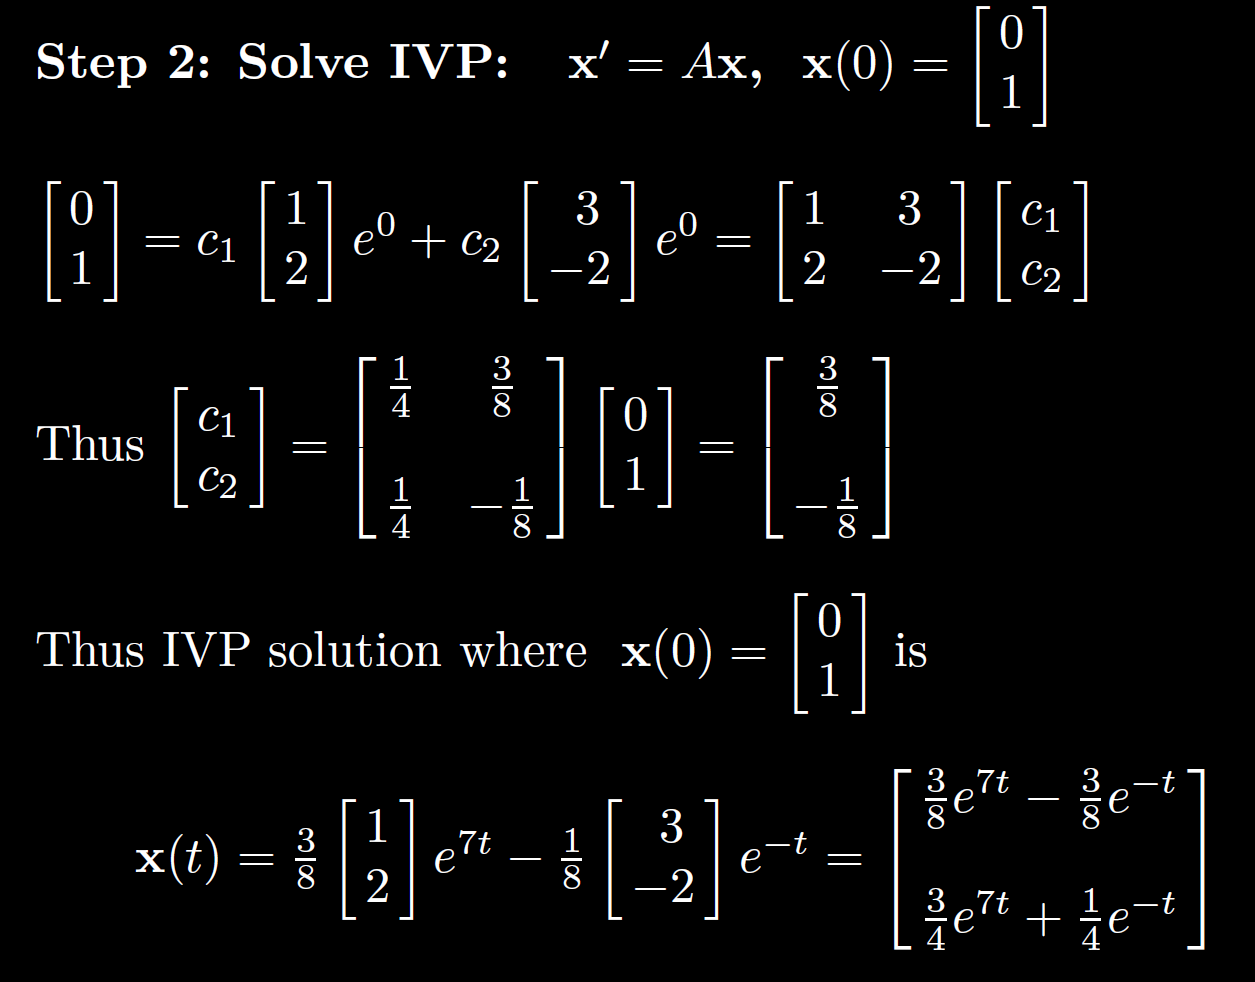 Step 2: Solve IVP: x′ = Ax, x(0) = [0; 1]
[0; 1] = c₁ [1; 2] e⁰ + c₂ [3; −2] e⁰ = [1 3; 2 −2] [c₁; c₂]
Thus [c₁; c₂] = [1/4 3/8; 1/4 −1/8] [0; 1] = [3/8; −1/8]
Thus IVP solution where x(0) = [0; 1] is
x(t) = 3/8 [1; 2] e^{7t} − 1/8 [3; −2] e^{−t} = [3/8 e^{7t} − 3/8 e^{−t}; 3/4 e^{7t} + 1/4 e^{−t}]